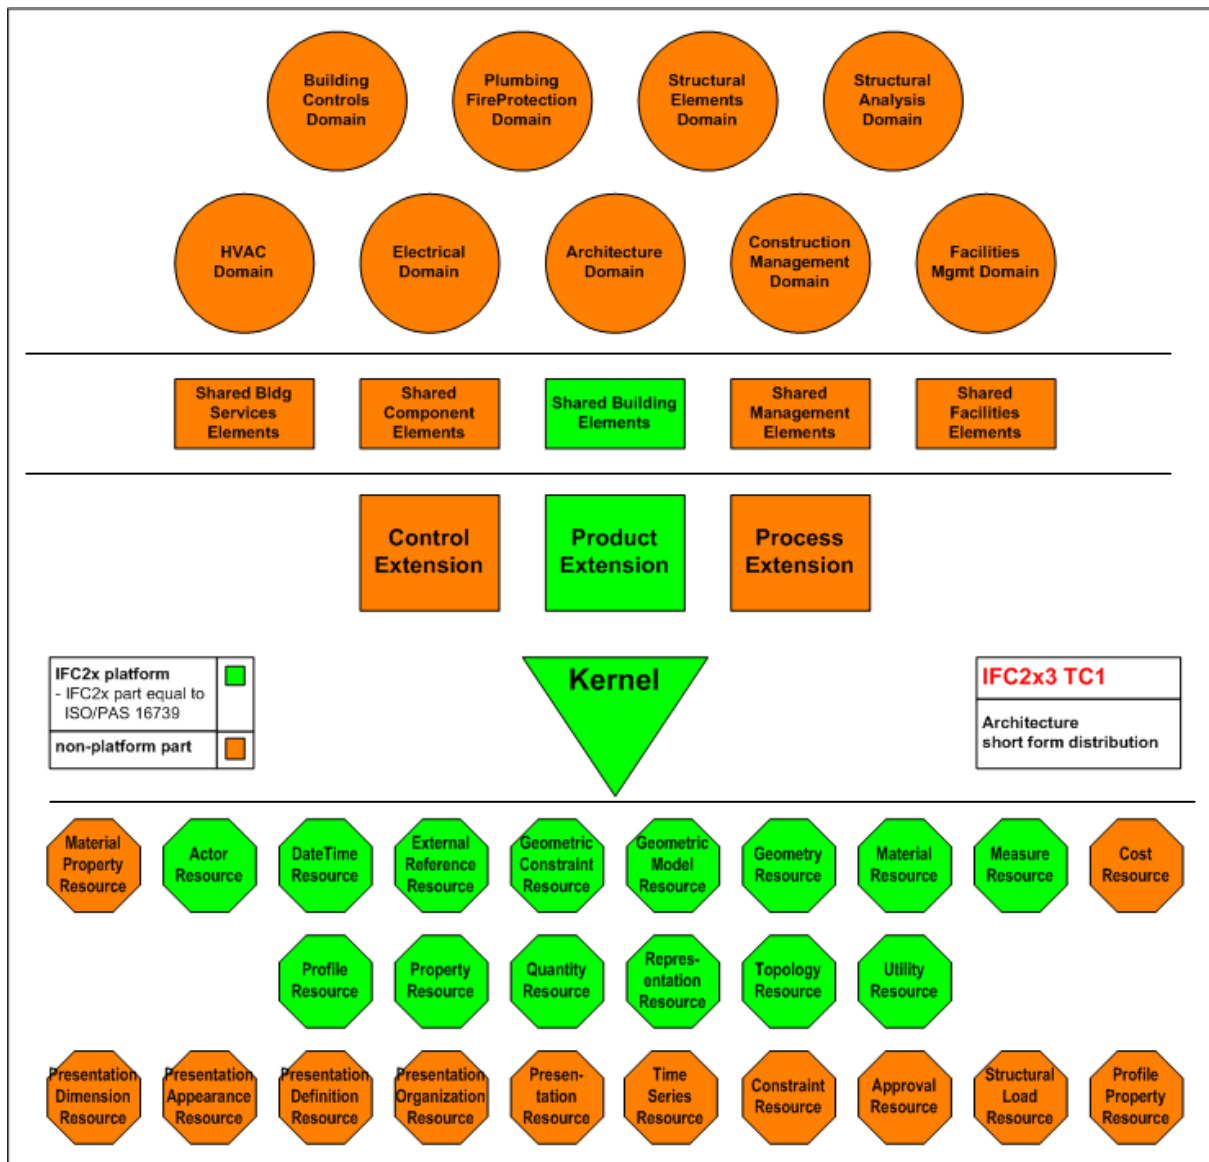 Building
Controls
Domain
Plumbing
FireProtection
Domain
Structural
Elements
Domain
Structural
Analysis
Domain
HVAC
Domain
Electrical
Domain
Architecture
Domain
Construction
Management
Domain
Facilities
Mgmt Domain
Shared Bldg
Services
Elements
Shared
Component
Elements
Shared Building
Elements
Shared
Management
Elements
Shared
Facilities
Elements
Control
Extension
Product
Extension
Process
Extension
IFC2x platform
- IFC2x part equal to
ISO/PAS 16739
non-platform part
Kernel
IFC2x3 TC1
Architecture
short form distribution
Material
Property
Resource
Actor
Resource
DateTime
Resource
External
Reference
Resource
Geometric
Constraint
Resource
Geometric
Model
Resource
Geometry
Resource
Material
Resource
Measure
Resource
Cost
Resource
Profile
Resource
Property
Resource
Quantity
Resource
Repres-
entation
Resource
Topology
Resource
Utility
Resource
Presentation
Dimension
Resource
Presentation
Appearance
Resource
Presentation
Definition
Resource
Presentation
Organization
Resource
Presen-
tation
Resource
Time
Series
Resource
Constraint
Resource
Approval
Resource
Structural
Load
Resource
Profile
Property
Resource